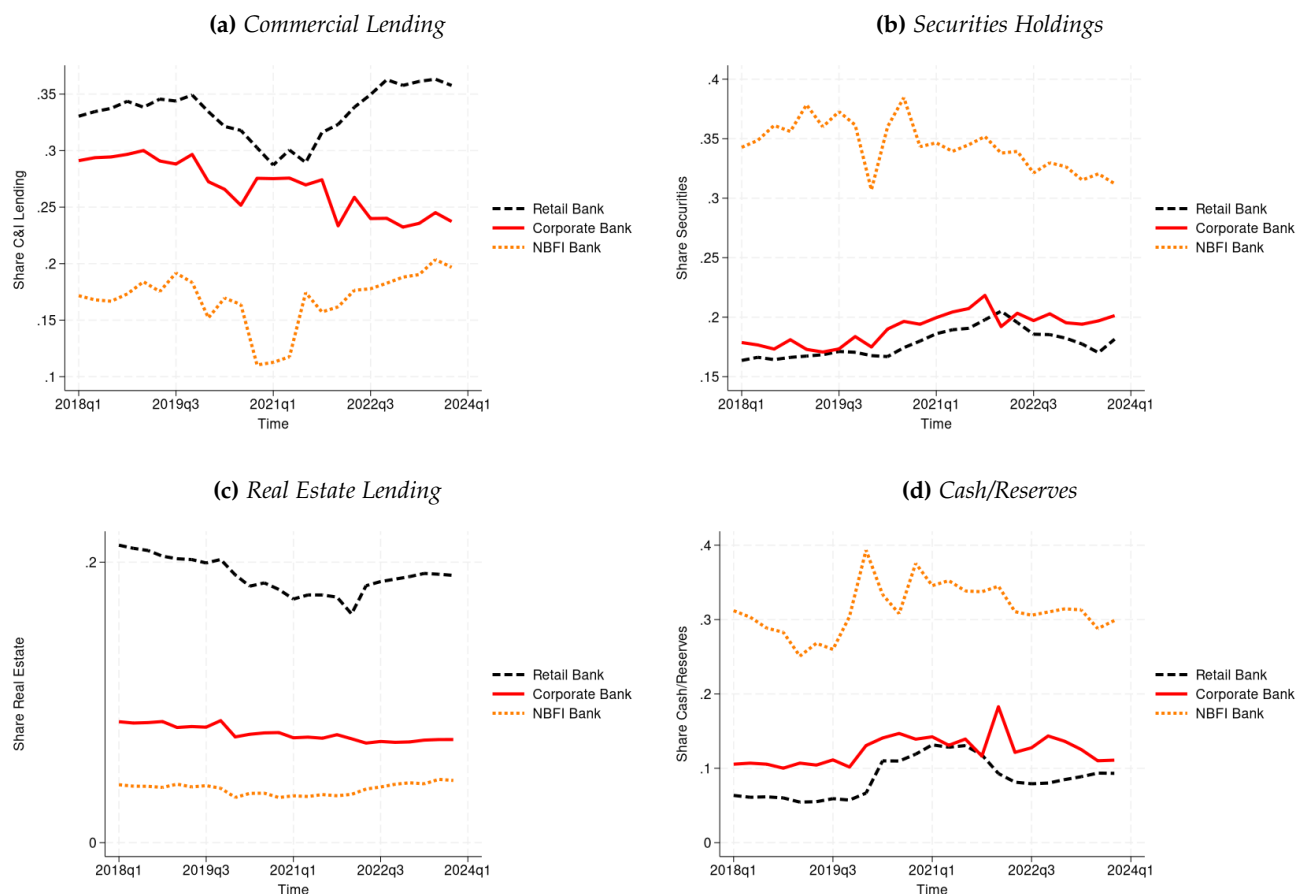 (a) Commercial Lending
Share C&I Lending
.35
.3
.25
.2
.15
.1
2018q1 2019q3 2021q1 2022q3 2024q1
Time
Retail Bank
Corporate Bank
NBFI Bank
(b) Securities Holdings
Share Securities
.4
.35
.3
.25
.2
.15
2018q1 2019q3 2021q1 2022q3 2024q1
Time
Retail Bank
Corporate Bank
NBFI Bank
(c) Real Estate Lending
Share Real Estate
.2
0
2018q1 2019q3 2021q1 2022q3 2024q1
Time
Retail Bank
Corporate Bank
NBFI Bank
(d) Cash/Reserves
Share Cash/Reserves
.4
.3
.2
.1
0
2018q1 2019q3 2021q1 2022q3 2024q1
Time
Retail Bank
Corporate Bank
NBFI Bank